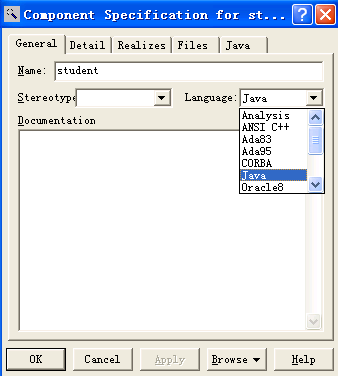 Component Specification for st...
General Detail Realizes Files Java
Name: student
Stereotype Language: Java
Documentation
Analysis
ANSI C++
Ada83
Ada95
CORBA
Java
Oracle8
OK Cancel Apply Browse Help